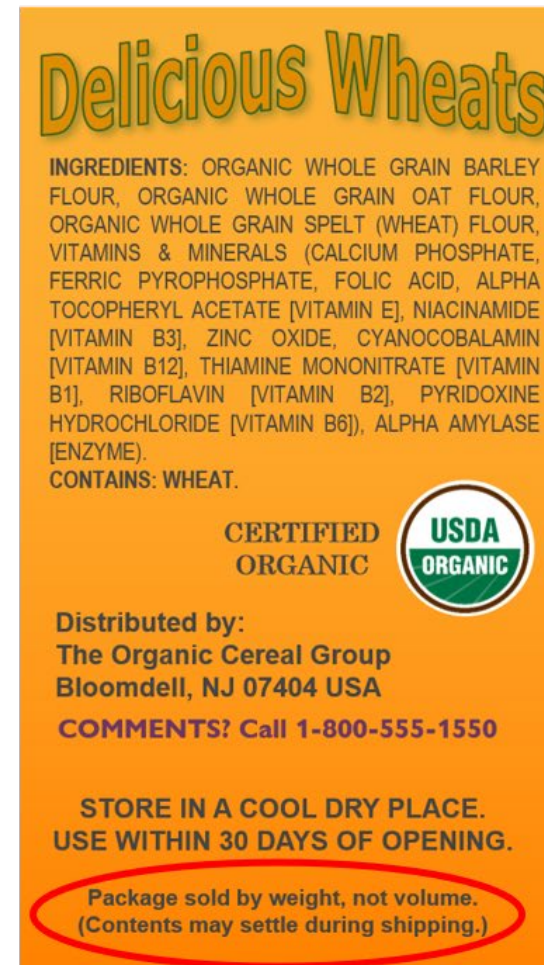 Delicious Wheats
INGREDIENTS: ORGANIC WHOLE GRAIN BARLEY
FLOUR, ORGANIC WHOLE GRAIN OAT FLOUR,
ORGANIC WHOLE GRAIN SPELT (WHEAT) FLOUR,
VITAMINS & MINERALS (CALCIUM PHOSPHATE,
FERRIC PYROPHOSPHATE, FOLIC ACID, ALPHA
TOCOPHERYL ACETATE [VITAMIN E], NIACINAMIDE
[VITAMIN B3], ZINC OXIDE, CYANOCOBALAMIN
[VITAMIN B12], THIAMINE MONONITRATE [VITAMIN
B1], RIBOFLAVIN [VITAMIN B2], PYRIDOXINE
HYDROCHLORIDE [VITAMIN B6]), ALPHA AMYLASE
[ENZYME).
CONTAINS: WHEAT.
CERTIFIED
ORGANIC
USDA
ORGANIC
Distributed by:
The Organic Cereal Group
Bloomdell, NJ 07404 USA
COMMENTS? Call 1-800-555-1550
STORE IN A COOL DRY PLACE.
USE WITHIN 30 DAYS OF OPENING.
Package sold by weight, not volume.
(Contents may settle during shipping.)